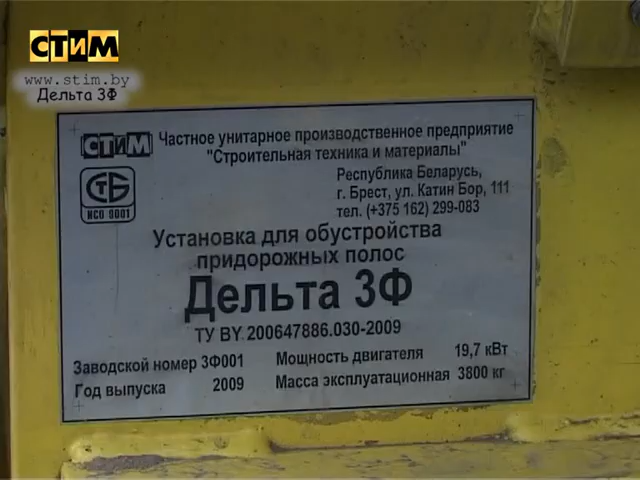 СТиМ
www.stim.by
Дельта 3Ф
СТиМ Частное унитарное производственное предприятие
"Строительная техника и материалы"
СТБ
ИСО 9001
Республика Беларусь,
г. Брест, ул. Катин Бор, 111
тел. (+375 162) 299-083
Установка для обустройства
придорожных полос
Дельта 3Ф
ТУ BY 200647886.030-2009
Заводской номер 3Ф001 Мощность двигателя 19,7 кВт
Год выпуска 2009 Масса эксплуатационная 3800 кг